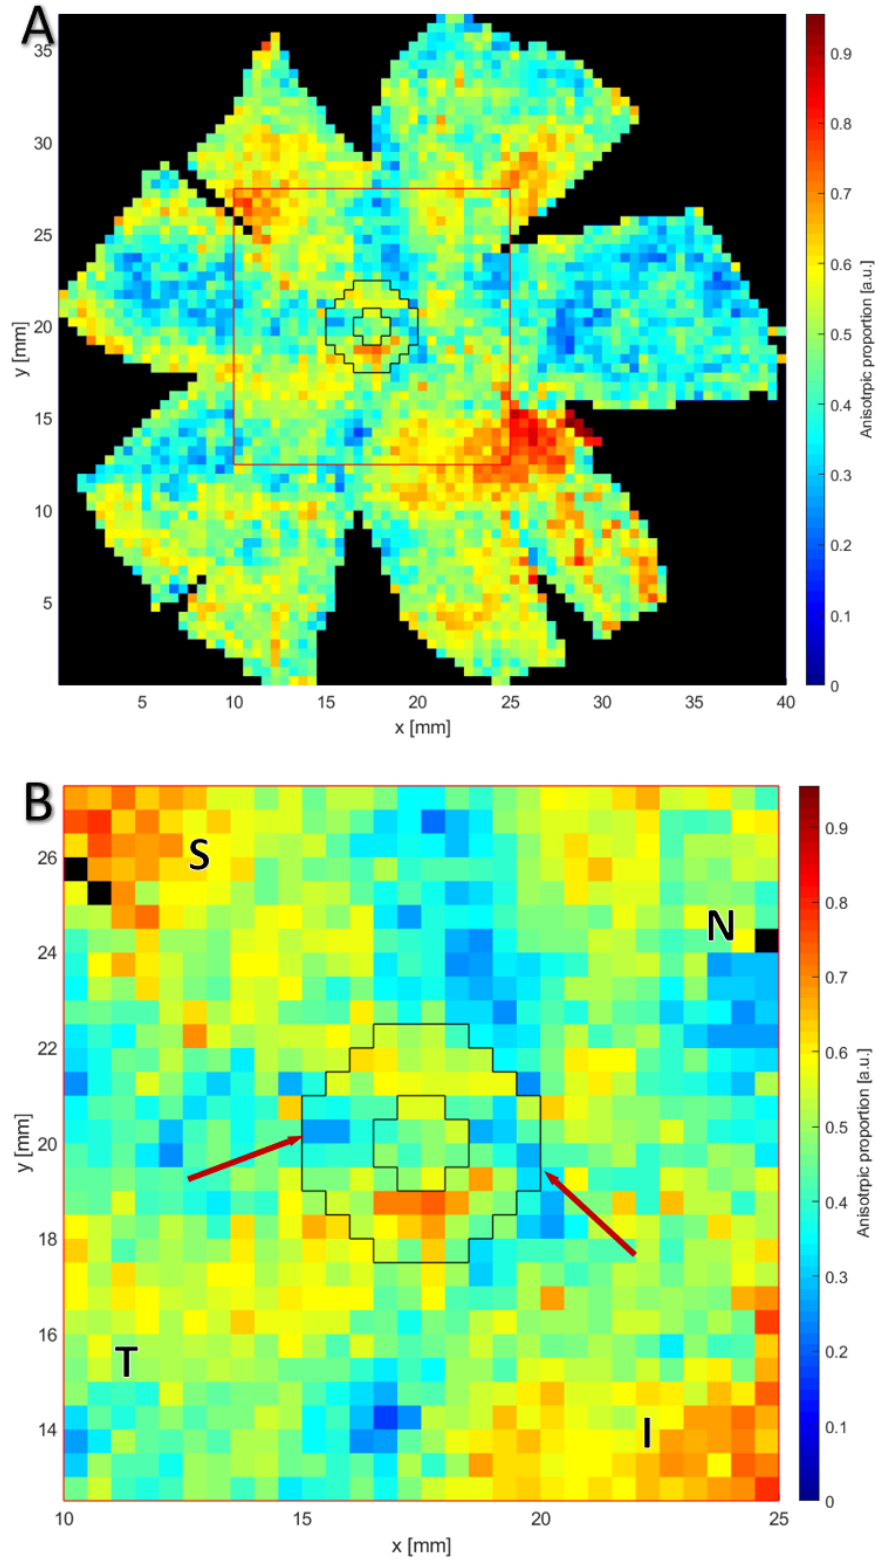 A
35
30
25
20
15
10
5
y [mm]
5 10 15 20 25 30 35 40
x [mm]
0.9
0.8
0.7
0.6
0.5
0.4
0.3
0.2
0.1
0
Anisotrpic proportion [a.u.]
B
S
N
T
I
26
24
22
20
18
16
14
y [mm]
10 15 20 25
x [mm]
0.9
0.8
0.7
0.6
0.5
0.4
0.3
0.2
0.1
0
Anisotrpic proportion [a.u.]